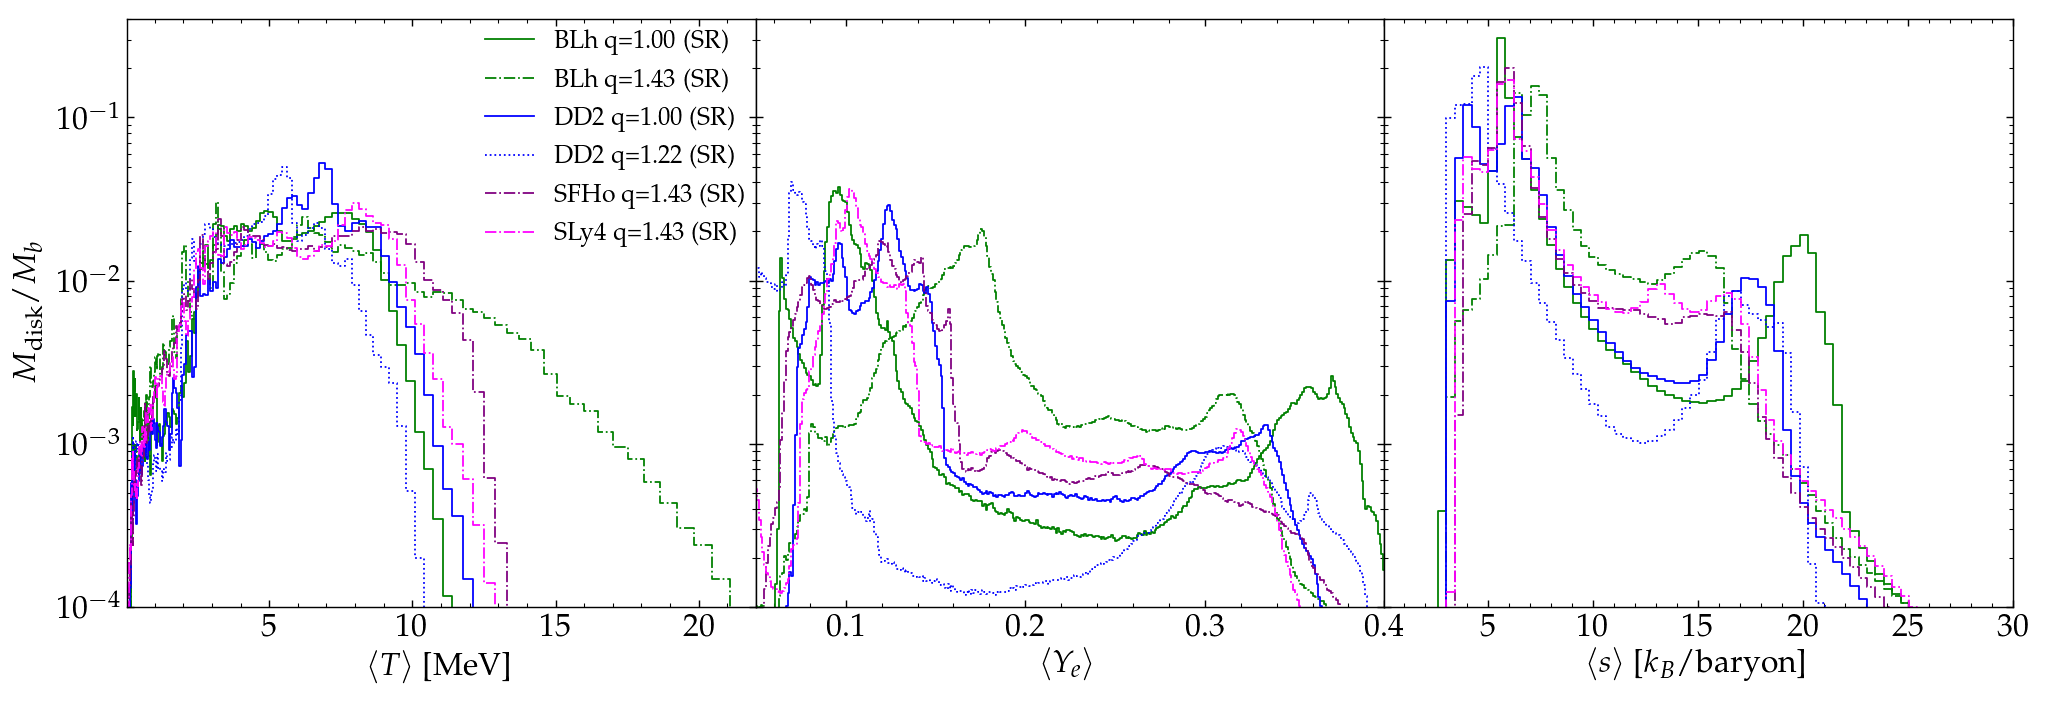 BLh q=1.00 (SR)
BLh q=1.43 (SR)
DD2 q=1.00 (SR)
DD2 q=1.22 (SR)
SFHo q=1.43 (SR)
SLy4 q=1.43 (SR)
M_disk/M_b
10⁻¹
10⁻²
10⁻³
10⁻⁴
5 10 15 20
0.1 0.2 0.3 0.4
5 10 15 20 25 30
⟨T⟩ [MeV]
⟨Y_e⟩
⟨s⟩ [k_B/baryon]